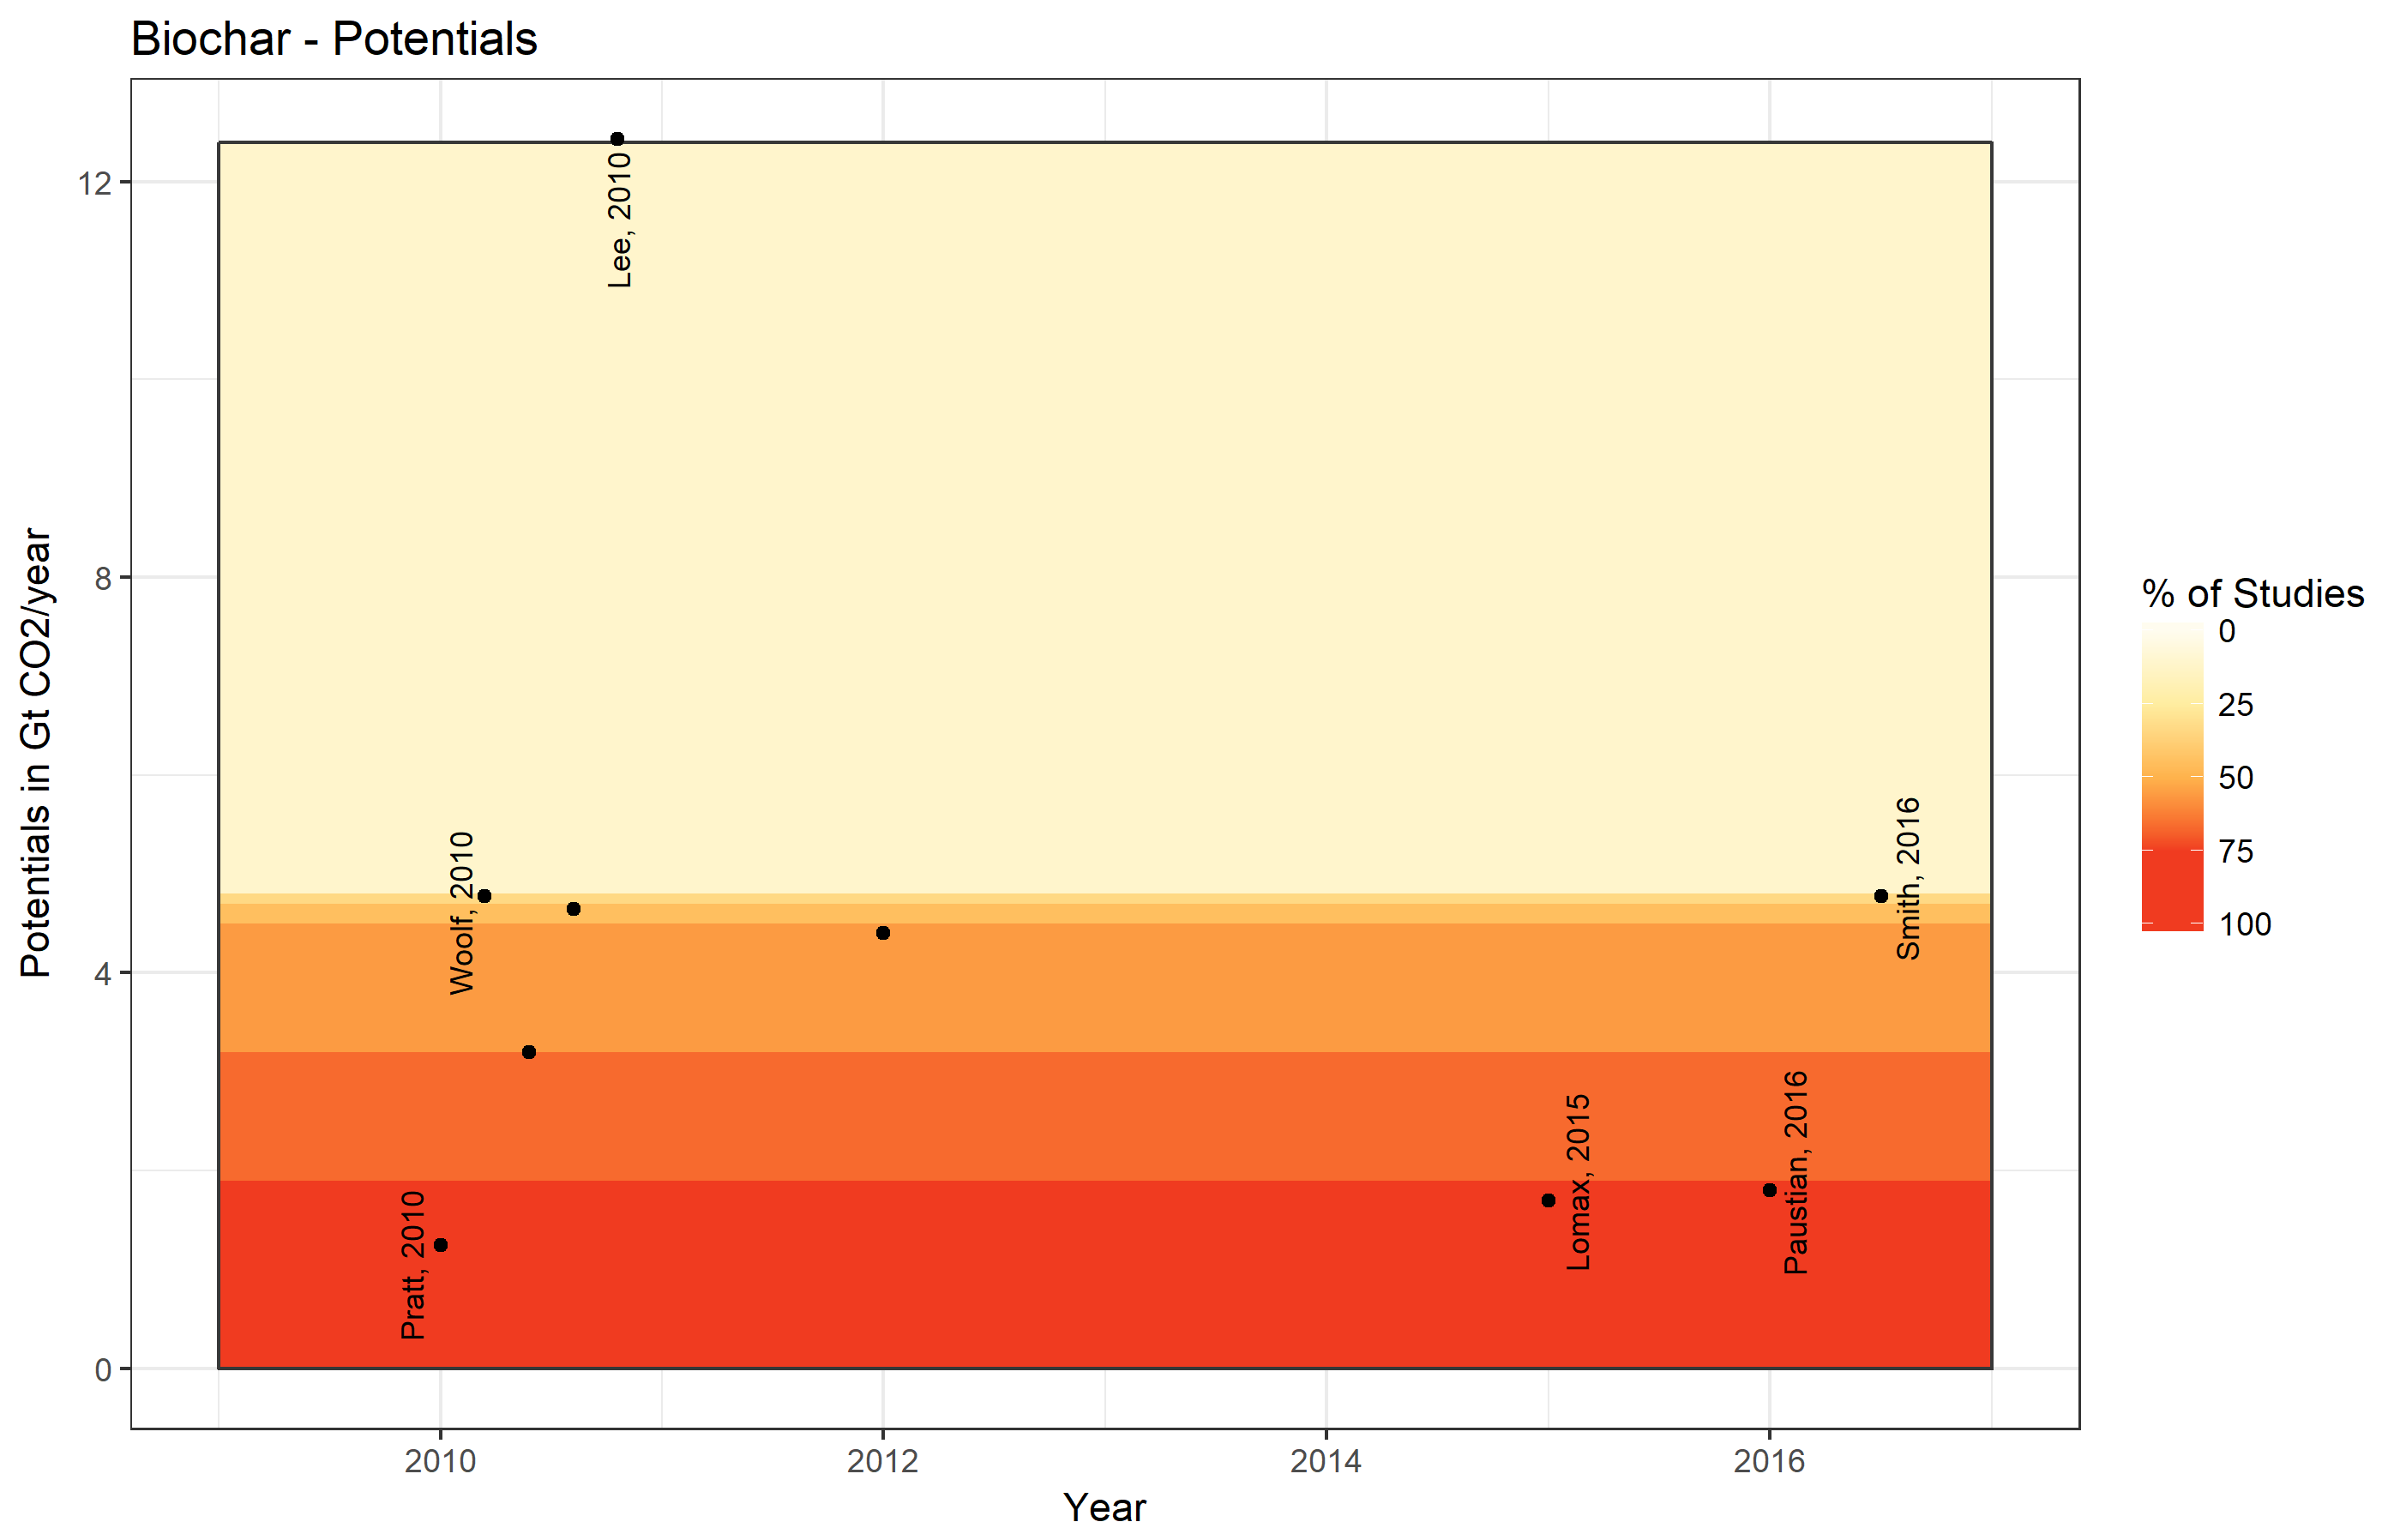 Biochar - Potentials
Potentials in Gt CO2/year
12
8
4
0
Lee, 2010
Woolf, 2010
Smith, 2016
Pratt, 2010
Lomax, 2015
Paustian, 2016
2010
2012
2014
2016
Year
% of Studies
0
25
50
75
100